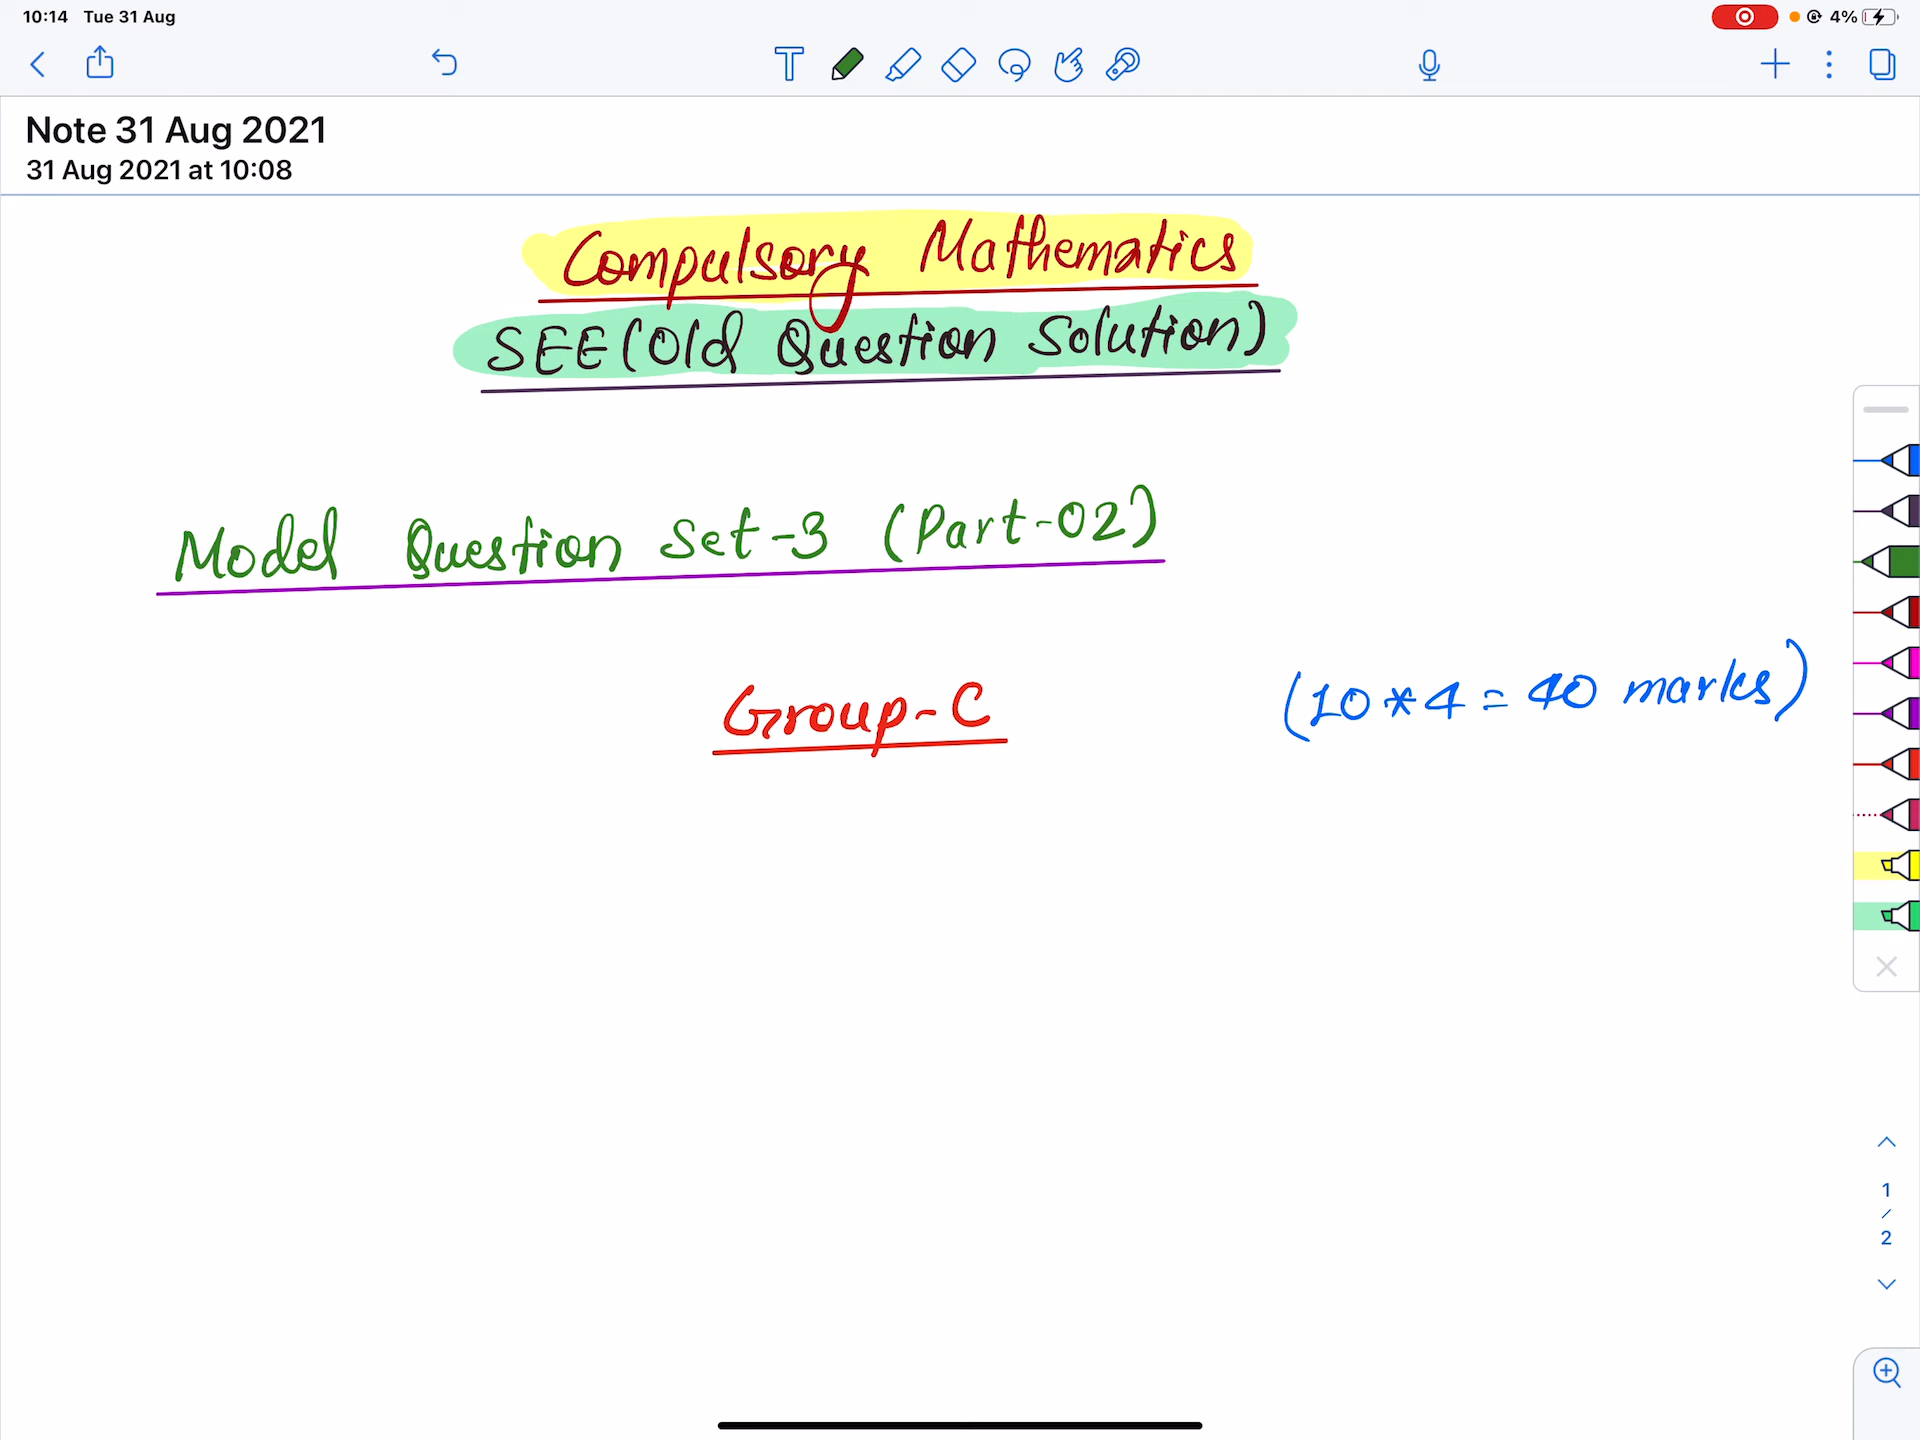 10:14 Tue 31 Aug 4%
Note 31 Aug 2021
31 Aug 2021 at 10:08
Compulsory Mathematics
SEE(Old Question Solution)
Model Question Set-3 (Part-02)
Group-C (10*4=40 marks)
1
/
2